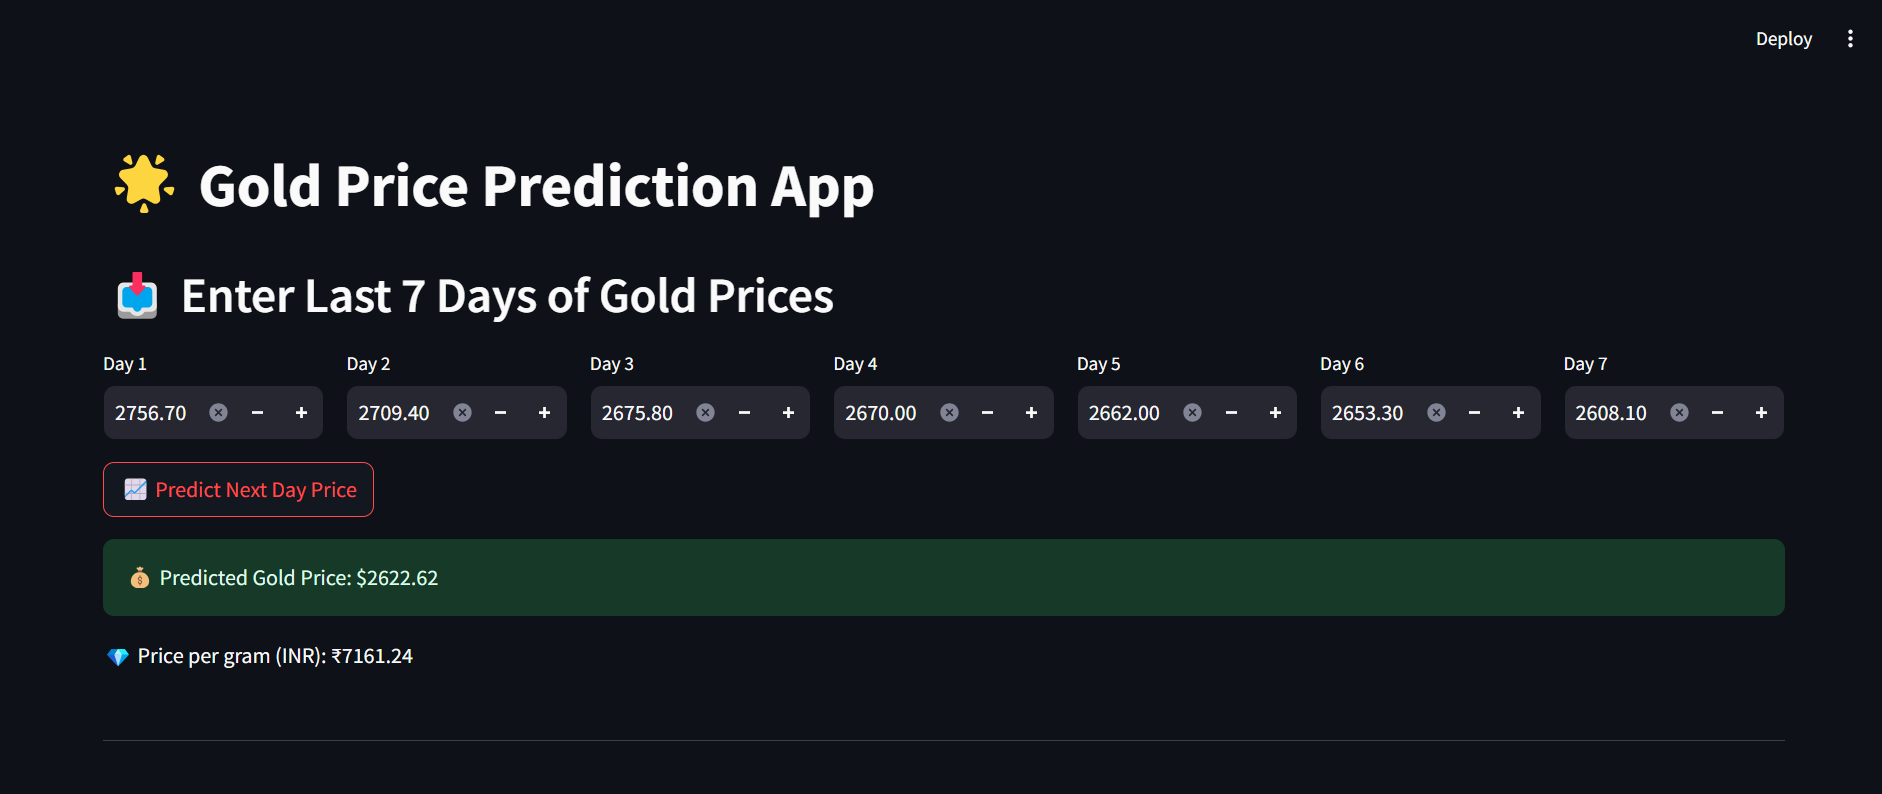 Deploy
Gold Price Prediction App
Enter Last 7 Days of Gold Prices
Day 1 Day 2 Day 3 Day 4 Day 5 Day 6 Day 7
2756.70 2709.40 2675.80 2670.00 2662.00 2653.30 2608.10
Predict Next Day Price
Predicted Gold Price: $2622.62
Price per gram (INR): ₹7161.24